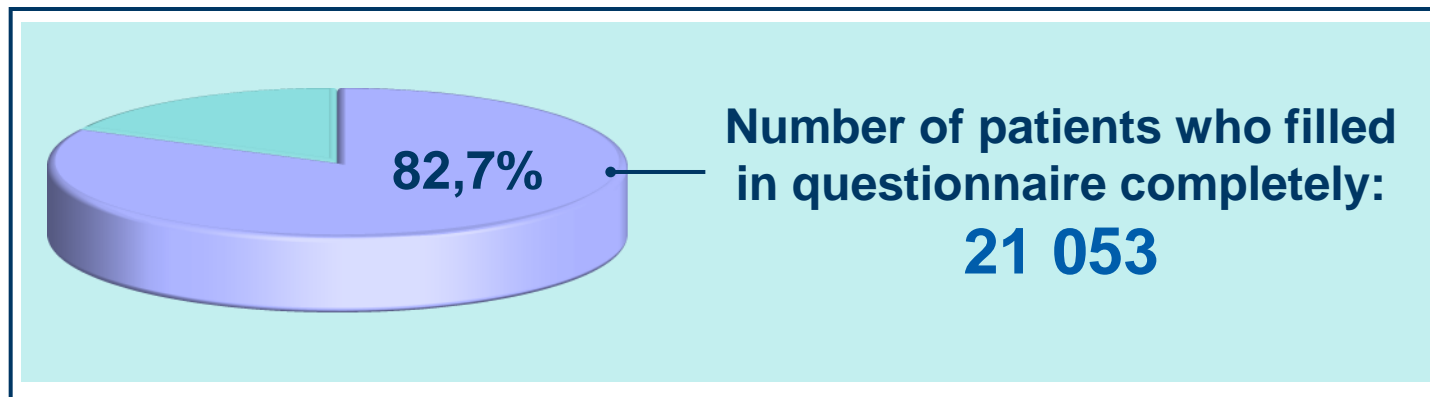 82,7%
Number of patients who filled
in questionnaire completely:
21 053